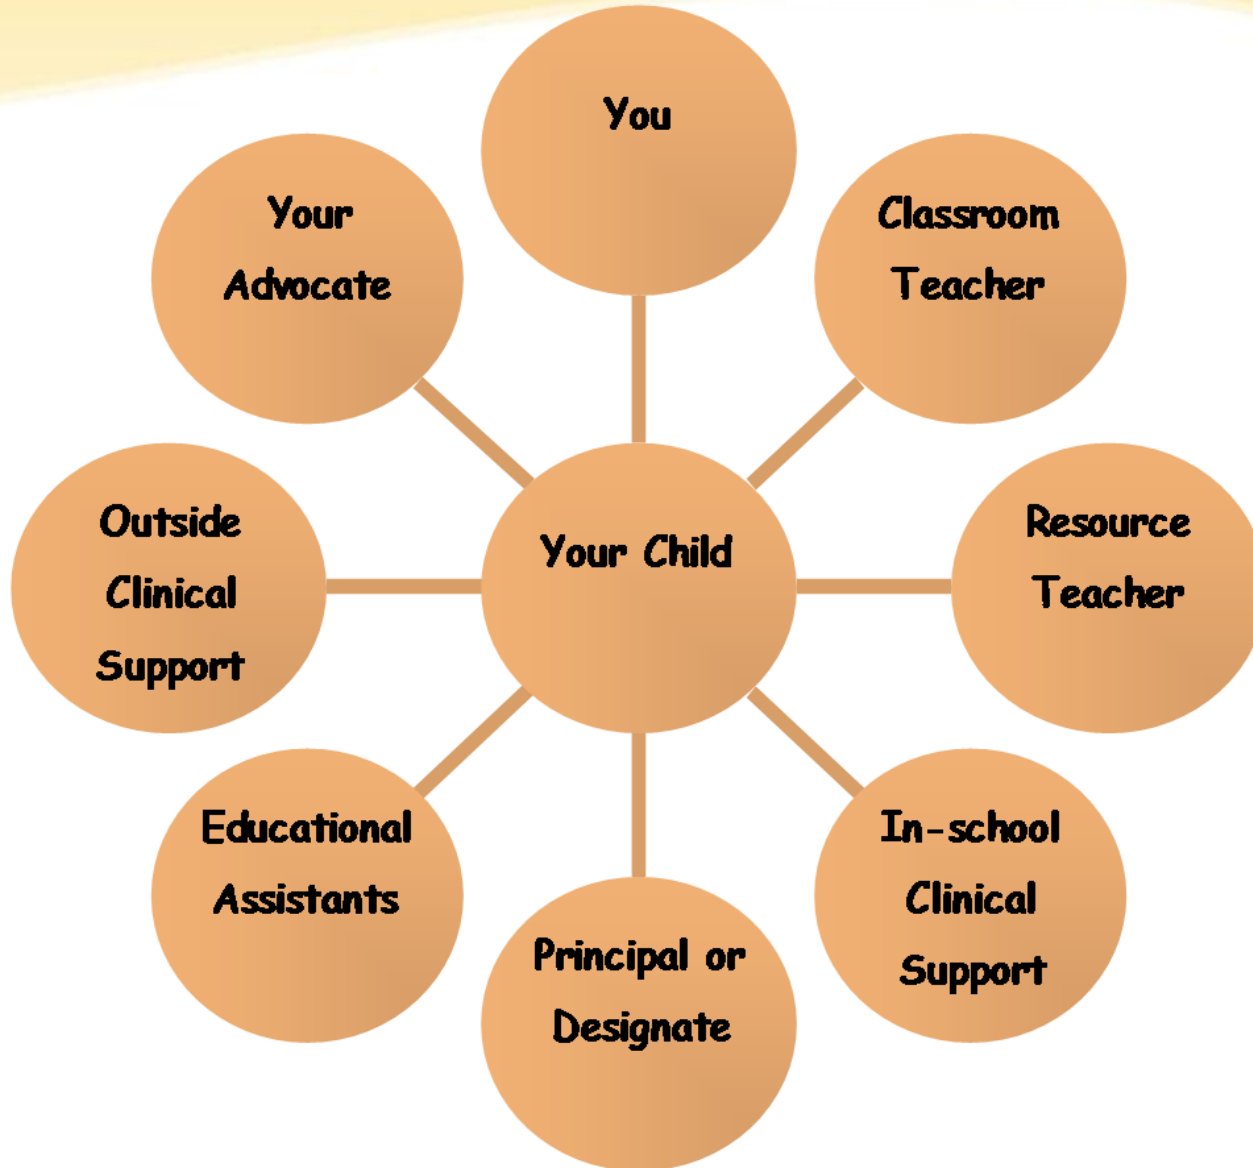 You
Classroom
Teacher
Resource
Teacher
In-school
Clinical
Support
Principal or
Designate
Educational
Assistants
Outside
Clinical
Support
Your
Advocate
Your Child